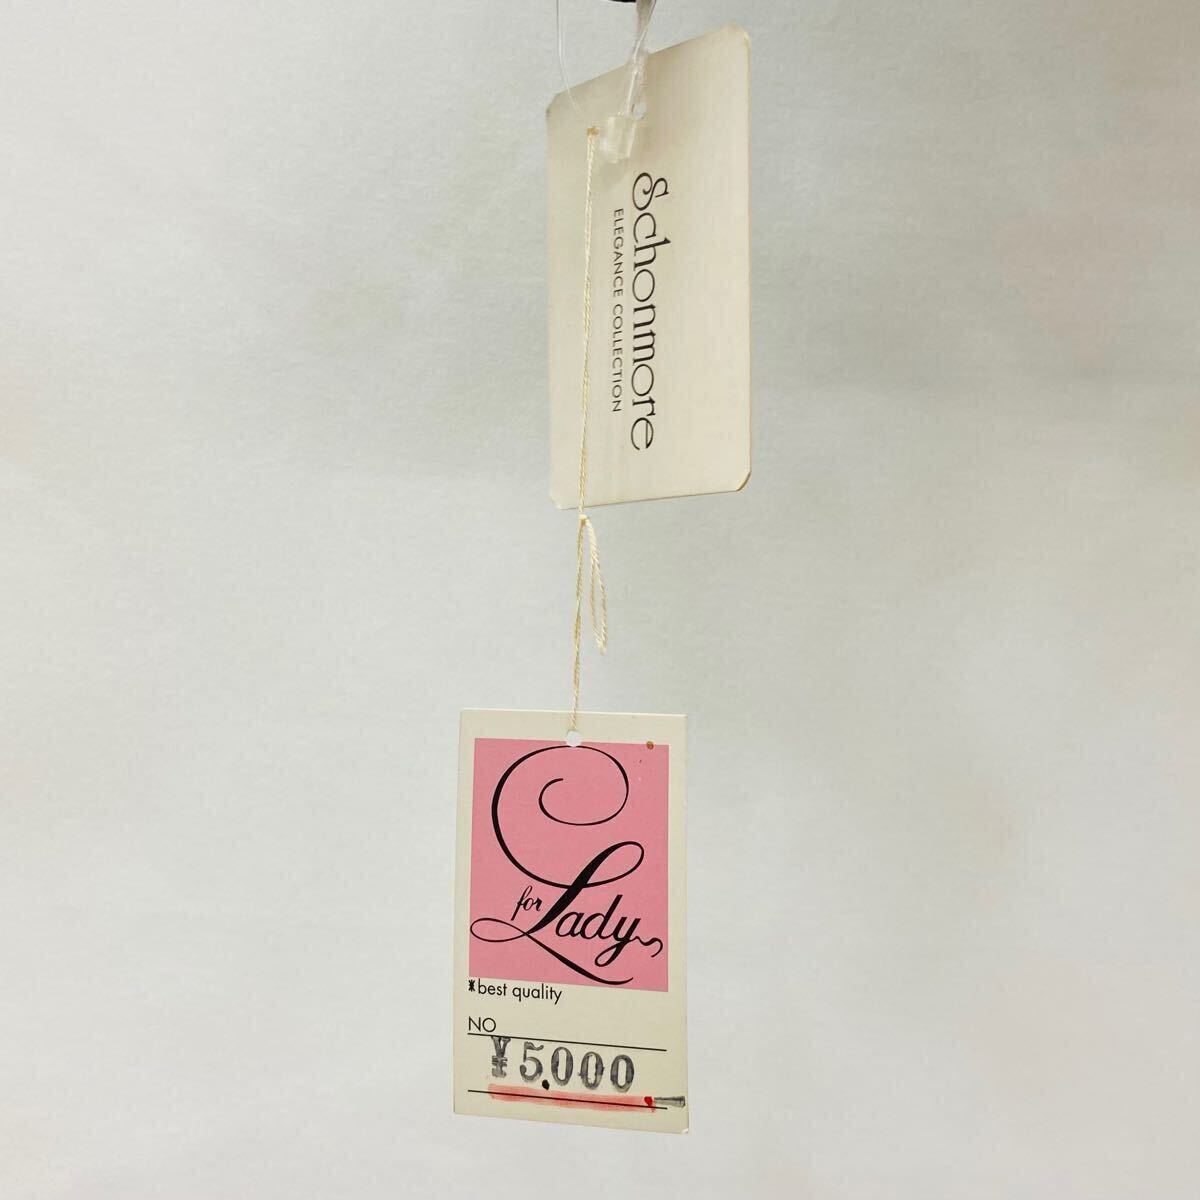 Schonmore
ELEGANCE COLLECTION
for Lady
*best quality
NO
¥5,000